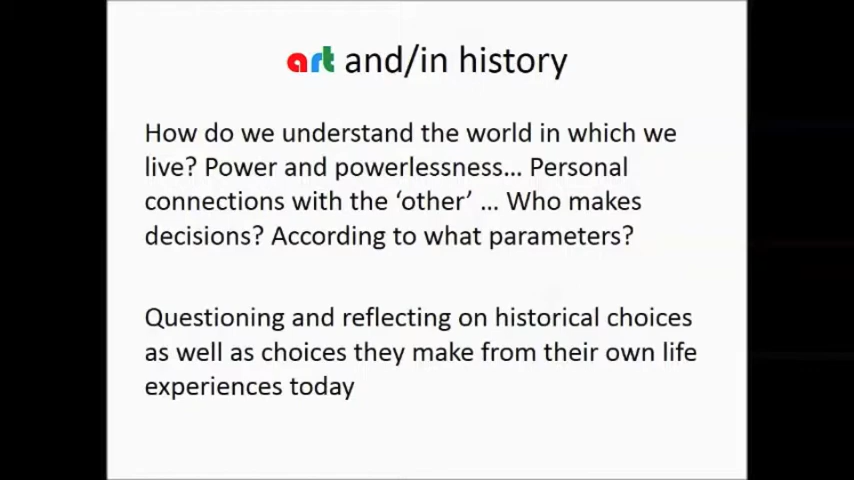 art and/in history
How do we understand the world in which we
live? Power and powerlessness... Personal
connections with the ‘other’ ... Who makes
decisions? According to what parameters?
Questioning and reflecting on historical choices
as well as choices they make from their own life
experiences today